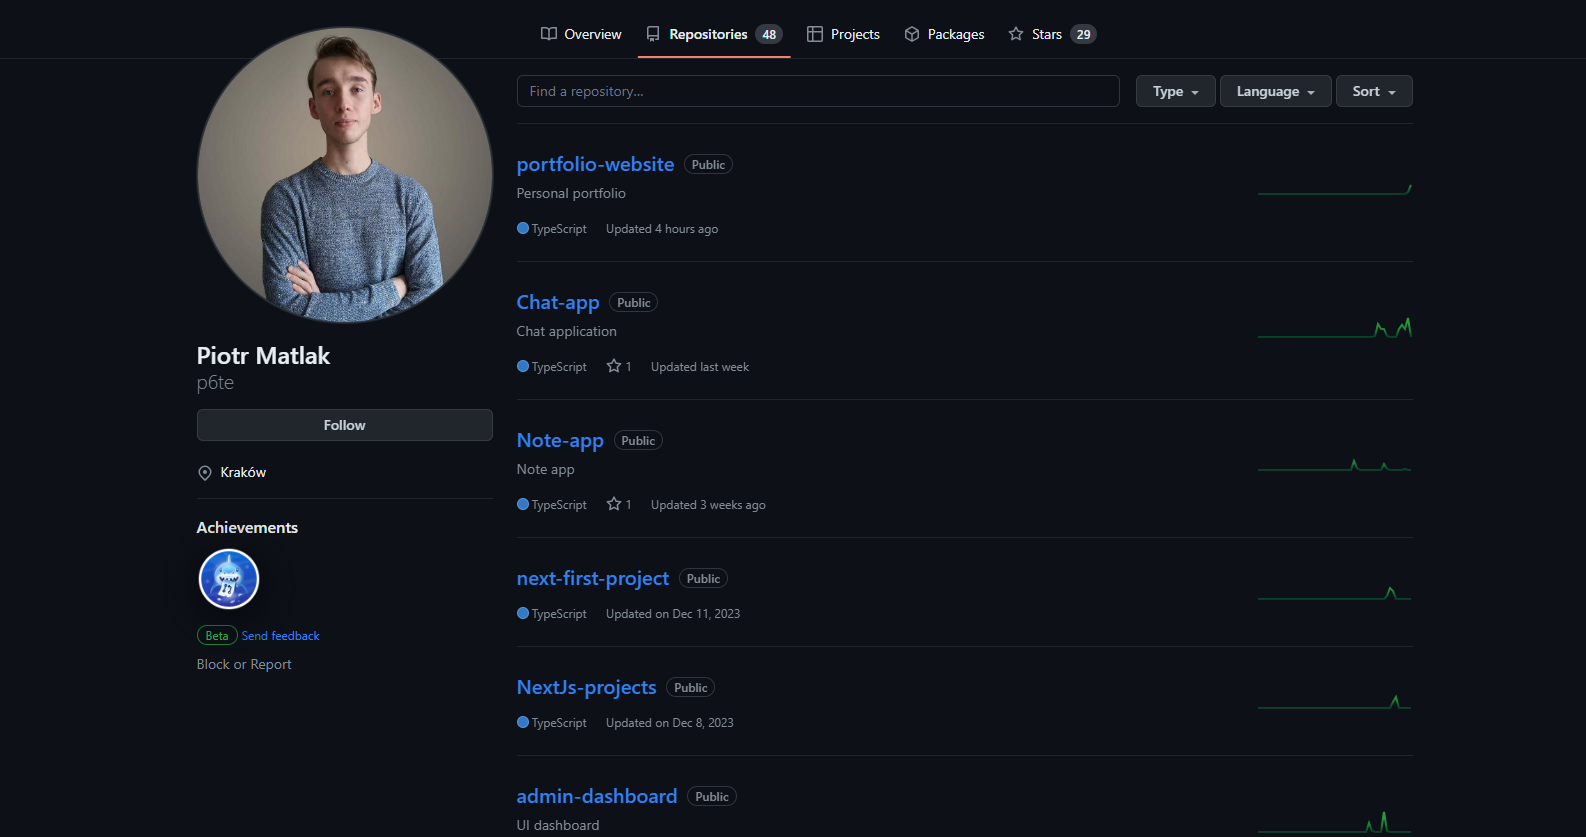 Overview Repositories 48 Projects Packages Stars 29
Find a repository...
Type Language Sort
portfolio-website Public
Personal portfolio
TypeScript Updated 4 hours ago
Chat-app Public
Chat application
TypeScript 1 Updated last week
Note-app Public
Note app
TypeScript 1 Updated 3 weeks ago
next-first-project Public
TypeScript Updated on Dec 11, 2023
NextJs-projects Public
TypeScript Updated on Dec 8, 2023
admin-dashboard Public
UI dashboard
Piotr Matlak
p6te
Follow
Kraków
Achievements
Beta Send feedback
Block or Report